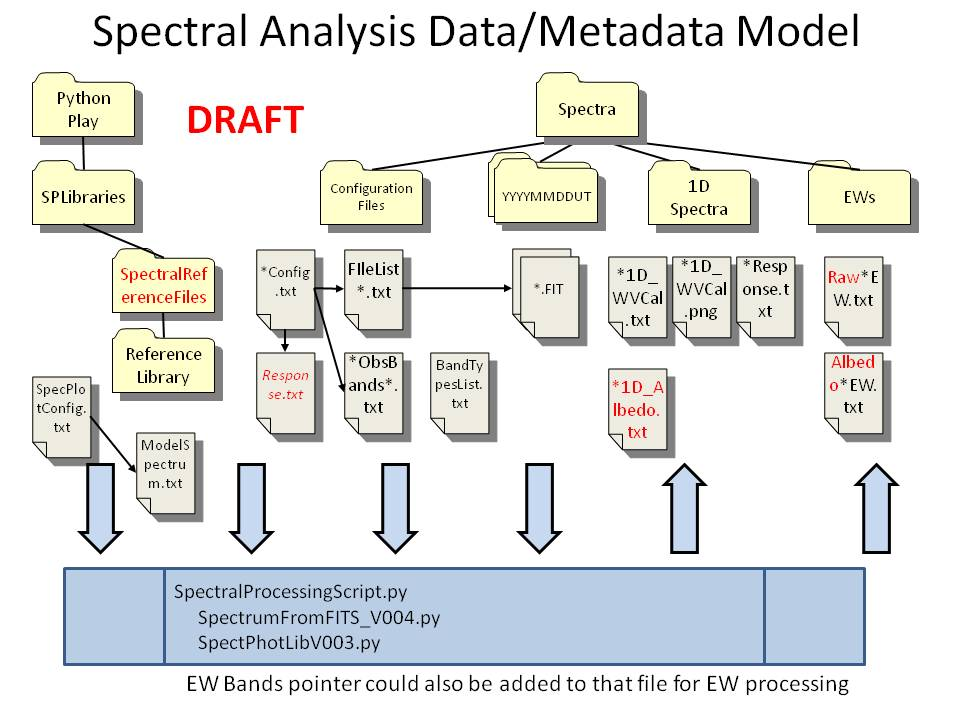 Spectral Analysis Data/Metadata Model
Python
Play
DRAFT
Spectra
SPLibraries
Configuration
Files
YYYYMMDDUT
1D
Spectra
EWs
SpectralRef
erenceFiles
*Config
.txt
FIleList
*.txt
*.FIT
*1D_
WVCal
.txt
*1D_
WVCal
.png
*Resp
onse.t
xt
Raw*E
W.txt
Reference
Library
SpecPlo
tConfig.
txt
ModelS
pectru
m.txt
Respon
se.txt
*ObsB
ands*.
txt
BandTy
pesList.
txt
*1D_A
lbedo.
txt
Albed
o*EW.
txt
SpectralProcessingScript.py
SpectrumFromFITS_V004.py
SpectPhotLibV003.py
EW Bands pointer could also be added to that file for EW processing